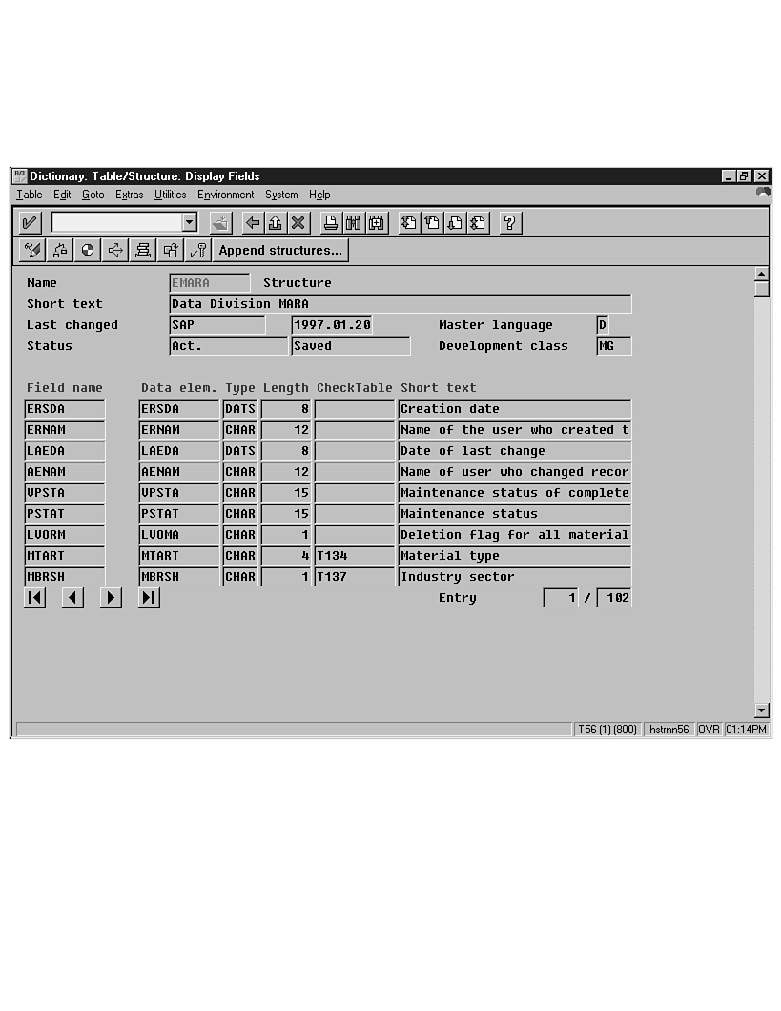 Dictionary: Table/Structure: Display Fields
Table Edit Goto Extras Utilities Environment System Help
Append structures...
Name EMARA Structure
Short text Data Division MARA
Last changed SAP 1997.01.20 Master language D
Status Act. Saved Development class MG
Field name Data elem. Type Length CheckTable Short text
ERSDA ERSDA DATS 8 Creation date
ERNAM ERNAM CHAR 12 Name of the user who created t
LAEDA LAEDA DATS 8 Date of last change
AENAM AENAM CHAR 12 Name of user who changed recor
VPSTA VPSTA CHAR 15 Maintenance status of complete
PSTAT PSTAT CHAR 15 Maintenance status
LVORM LVOMA CHAR 1 Deletion flag for all material
MTART MTART CHAR 4 T134 Material type
MBRSH MBRSH CHAR 1 T137 Industry sector
Entry 1 / 102
T56 (1) (800) hstmn56 OVR 01:14PM